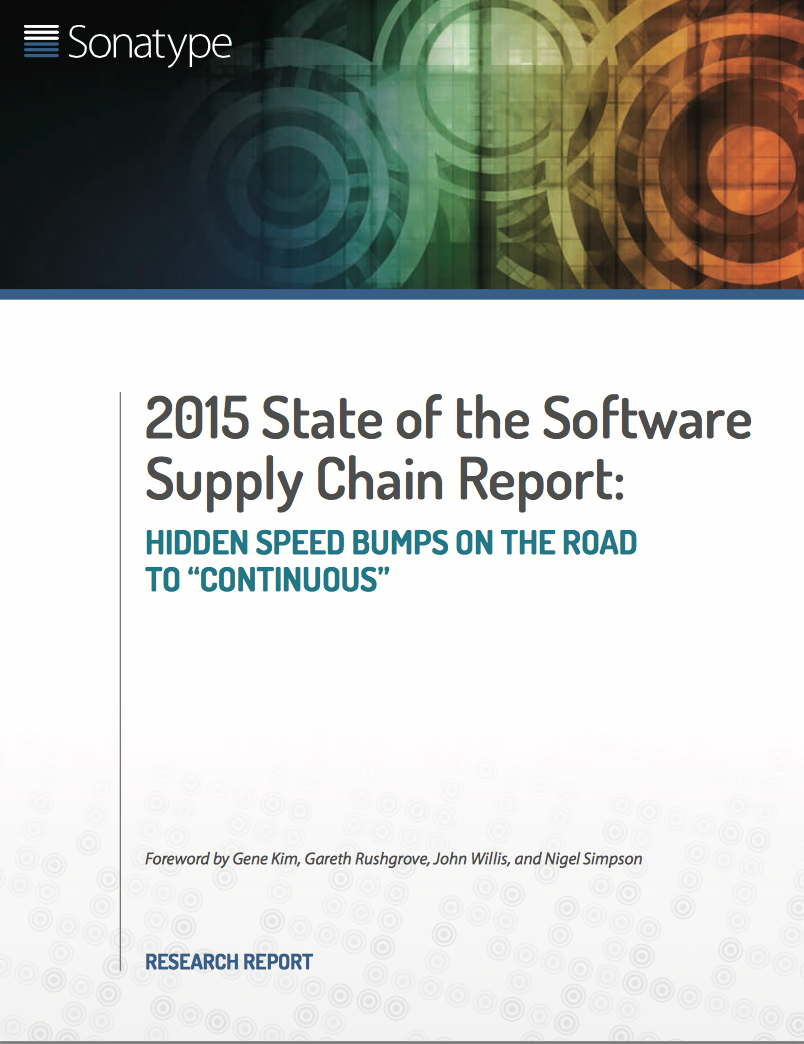 Sonatype
2015 State of the Software
Supply Chain Report:
HIDDEN SPEED BUMPS ON THE ROAD
TO “CONTINUOUS”
Foreword by Gene Kim, Gareth Rushgrove, John Willis, and Nigel Simpson
RESEARCH REPORT